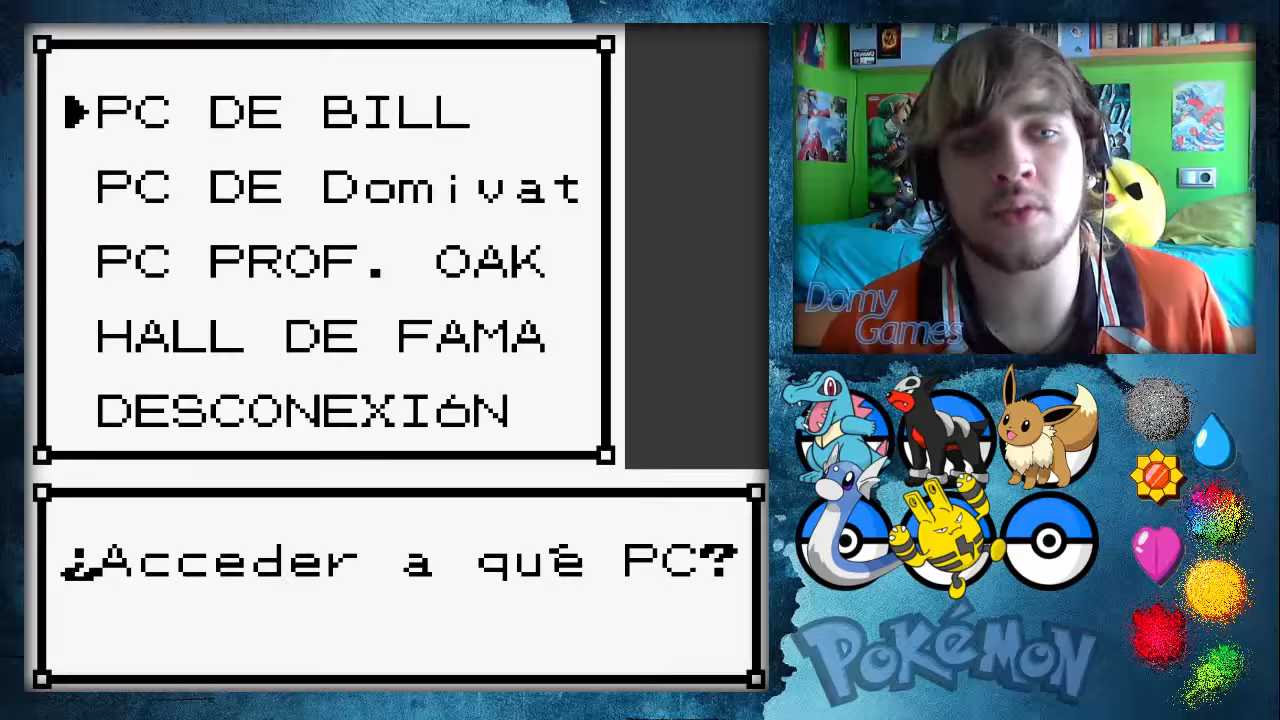 PC DE BILL
PC DE Domivat
PC PROF. OAK
HALL DE FAMA
DESCONEXIóN
¿Acceder a qué PC?
Domy
Games
POKéMON